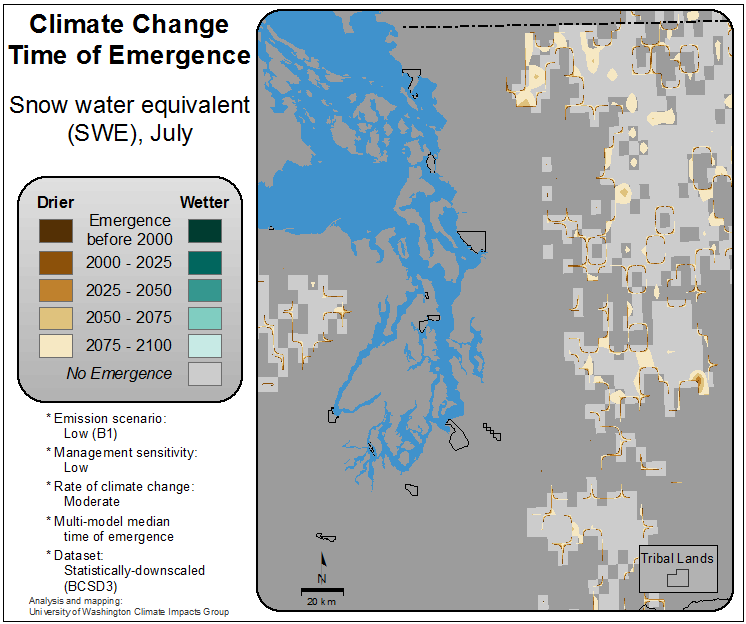 Climate Change
Time of Emergence
Snow water equivalent
(SWE), July
Drier
Wetter
Emergence
before 2000
2000 - 2025
2025 - 2050
2050 - 2075
2075 - 2100
No Emergence
* Emission scenario:
Low (B1)
* Management sensitivity:
Low
* Rate of climate change:
Moderate
* Multi-model median
time of emergence
* Dataset:
Statistically-downscaled
(BCSD3)
Analysis and mapping:
University of Washington Climate Impacts Group
N
20 km
Tribal Lands